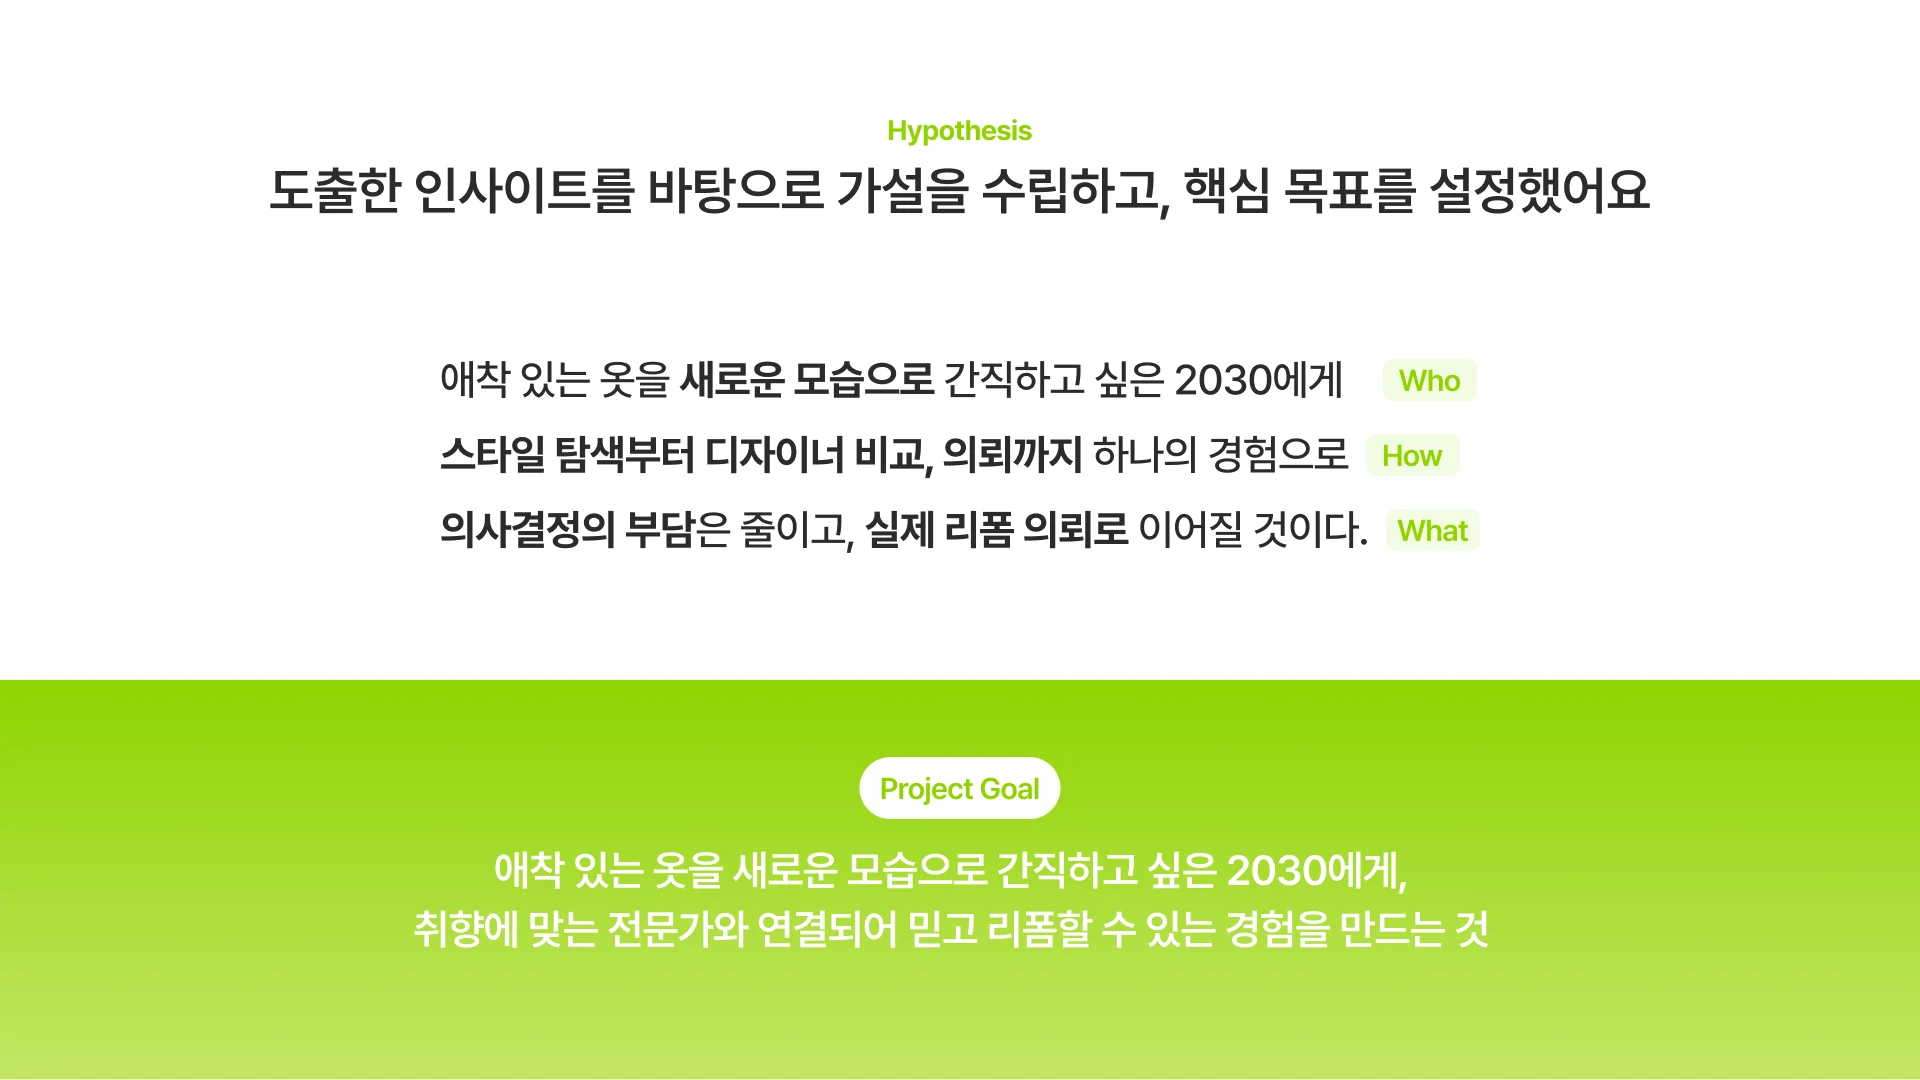 Hypothesis
도출한 인사이트를 바탕으로 가설을 수립하고, 핵심 목표를 설정했어요
애착 있는 옷을 새로운 모습으로 간직하고 싶은 2030에게 Who
스타일 탐색부터 디자이너 비교, 의뢰까지 하나의 경험으로 How
의사결정의 부담은 줄이고, 실제 리폼 의뢰로 이어질 것이다. What
Project Goal
애착 있는 옷을 새로운 모습으로 간직하고 싶은 2030에게,
취향에 맞는 전문가와 연결되어 믿고 리폼할 수 있는 경험을 만드는 것